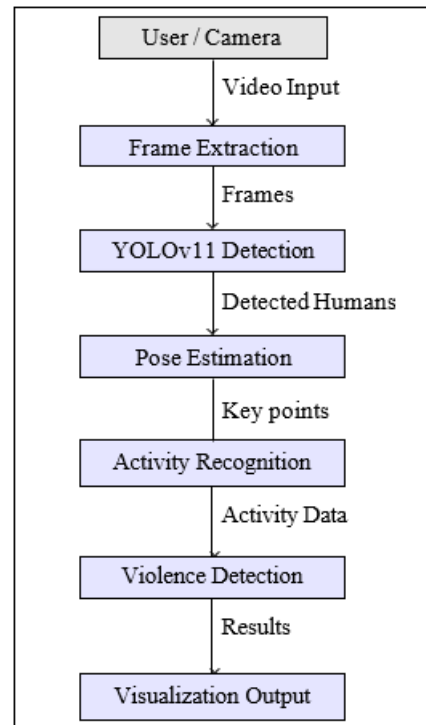 User / Camera
Video Input
Frame Extraction
Frames
YOLOv11 Detection
Detected Humans
Pose Estimation
Key points
Activity Recognition
Activity Data
Violence Detection
Results
Visualization Output